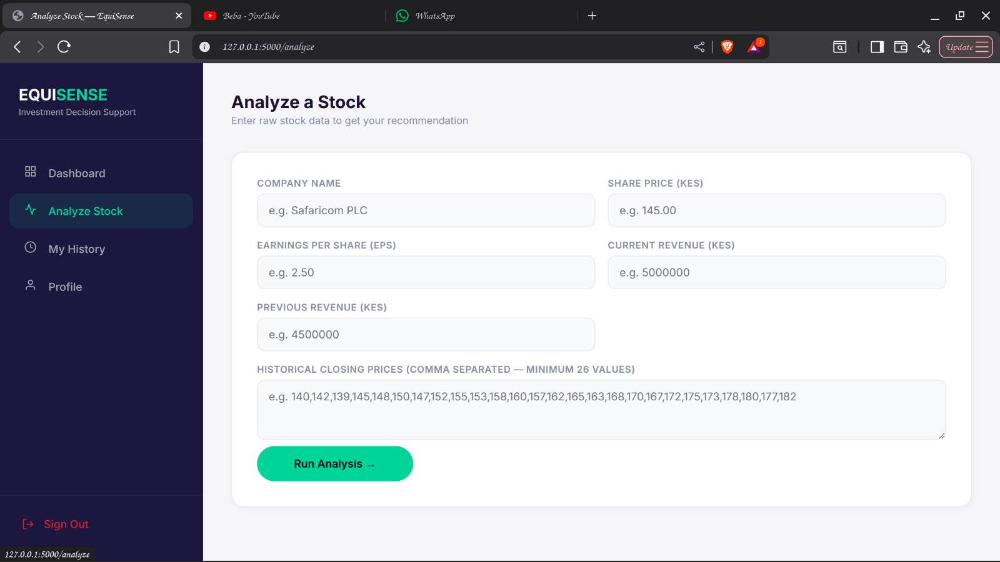 Analyze Stock — EquiSense
Beba - YouTube
WhatsApp
127.0.0.1:5000/analyze
1
Update
EQUISENSE
Investment Decision Support
Dashboard
Analyze Stock
My History
Profile
Sign Out
127.0.0.1:5000/analyze
Analyze a Stock
Enter raw stock data to get your recommendation
COMPANY NAME
e.g. Safaricom PLC
SHARE PRICE (KES)
e.g. 145.00
EARNINGS PER SHARE (EPS)
e.g. 2.50
CURRENT REVENUE (KES)
e.g. 5000000
PREVIOUS REVENUE (KES)
e.g. 4500000
HISTORICAL CLOSING PRICES (COMMA SEPARATED — MINIMUM 26 VALUES)
e.g. 140,142,139,145,148,150,147,152,155,153,158,160,157,162,165,163,168,170,167,172,175,173,178,180,177,182
Run Analysis →